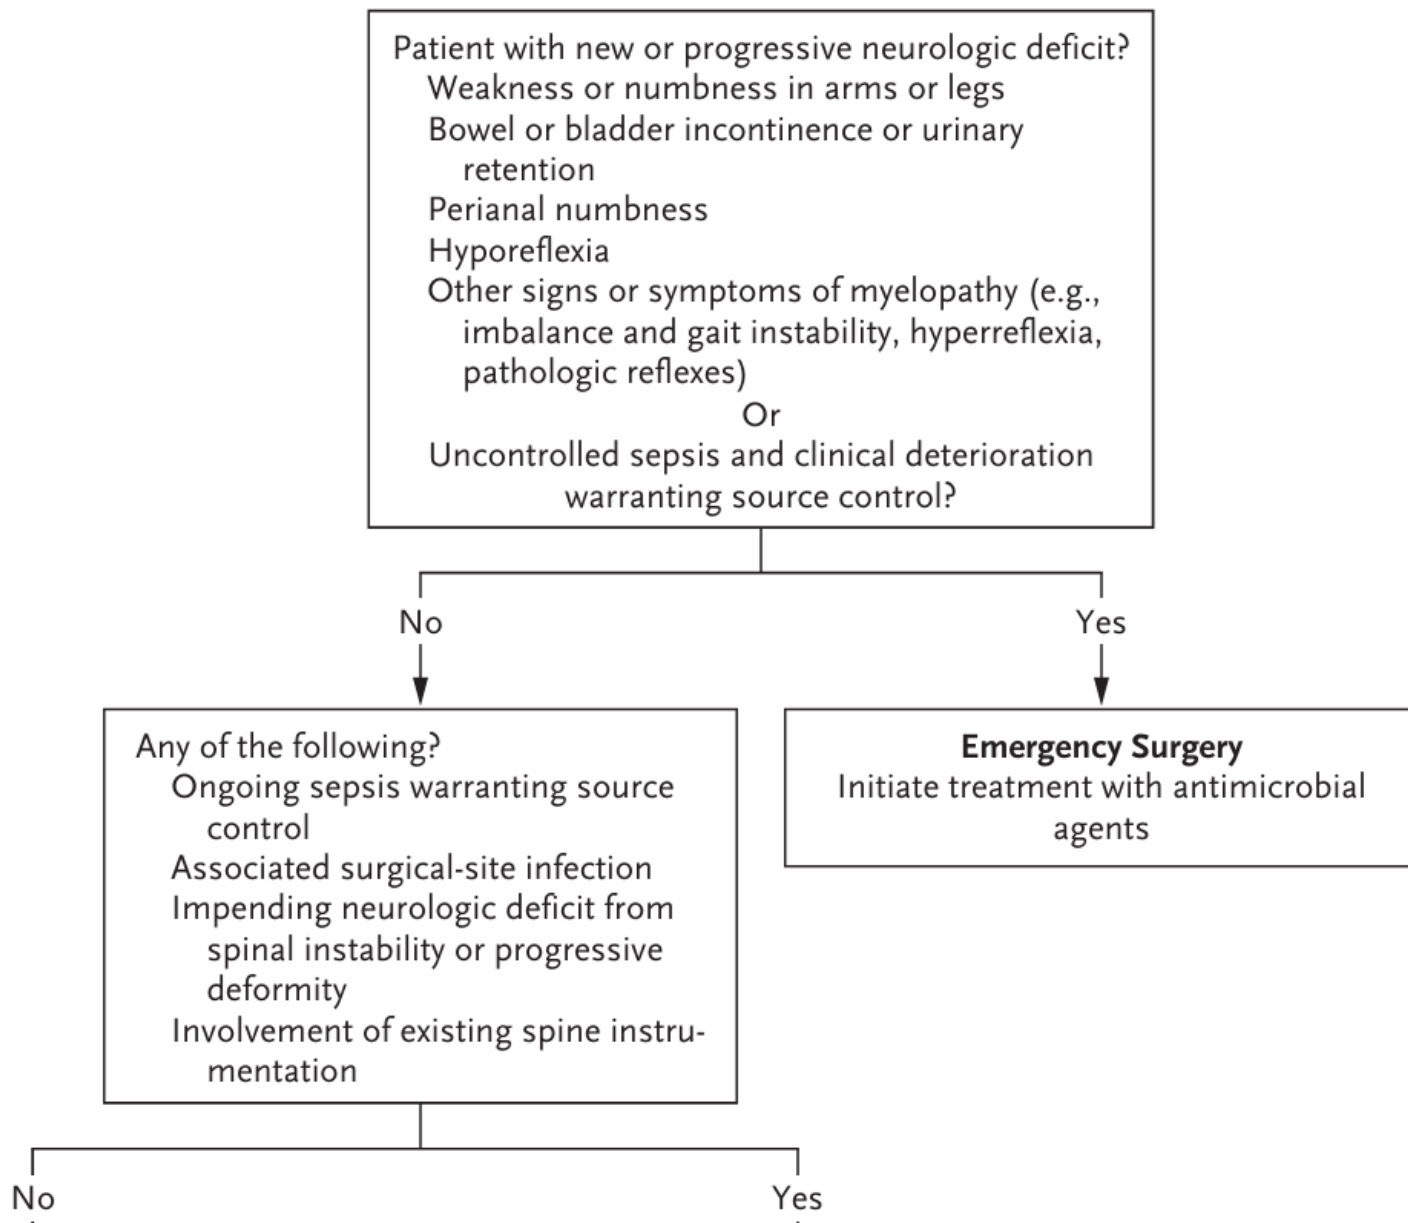 Patient with new or progressive neurologic deficit?
Weakness or numbness in arms or legs
Bowel or bladder incontinence or urinary
retention
Perianal numbness
Hyporeflexia
Other signs or symptoms of myelopathy (e.g.,
imbalance and gait instability, hyperreflexia,
pathologic reflexes)
Or
Uncontrolled sepsis and clinical deterioration
warranting source control?
No
Yes
Any of the following?
Ongoing sepsis warranting source
control
Associated surgical-site infection
Impending neurologic deficit from
spinal instability or progressive
deformity
Involvement of existing spine instru-
mentation
Emergency Surgery
Initiate treatment with antimicrobial
agents
No
Yes